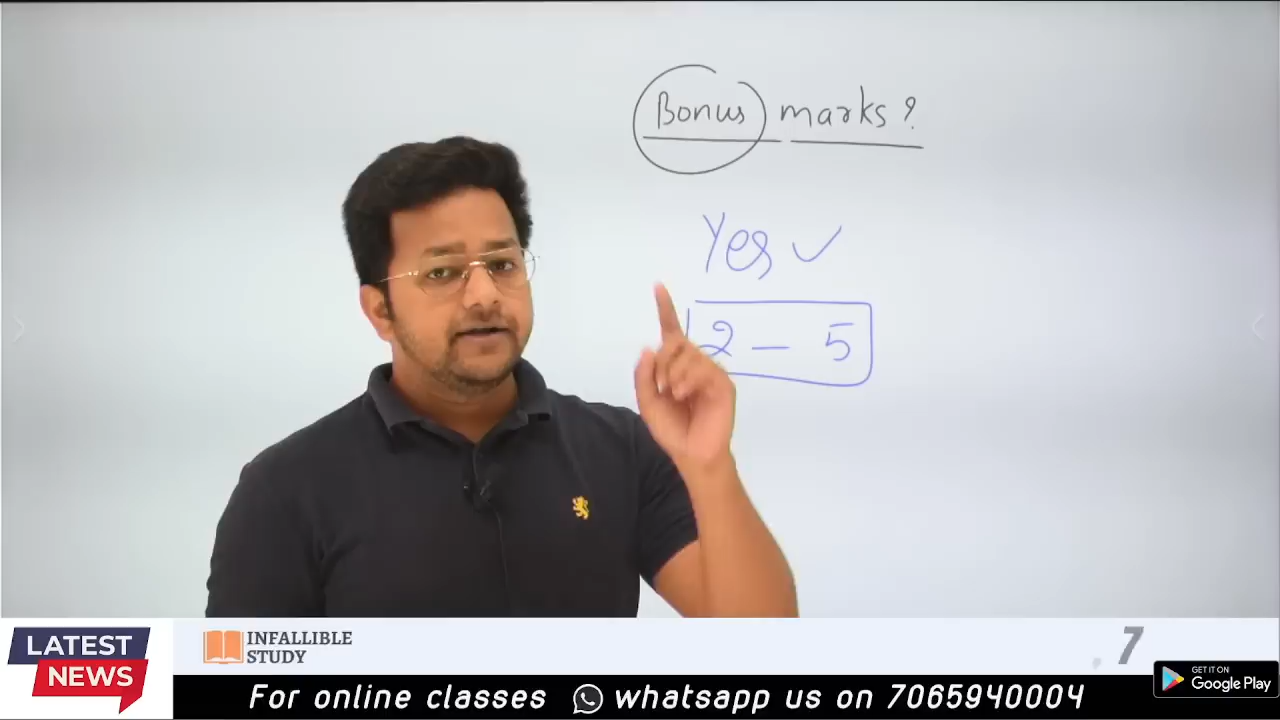 Bonus marks?
Yes ✓
2 — 5
LATEST
NEWS
INFALLIBLE
STUDY
.7
GET IT ON
Google Play
For online classes whatsapp us on 7065940004